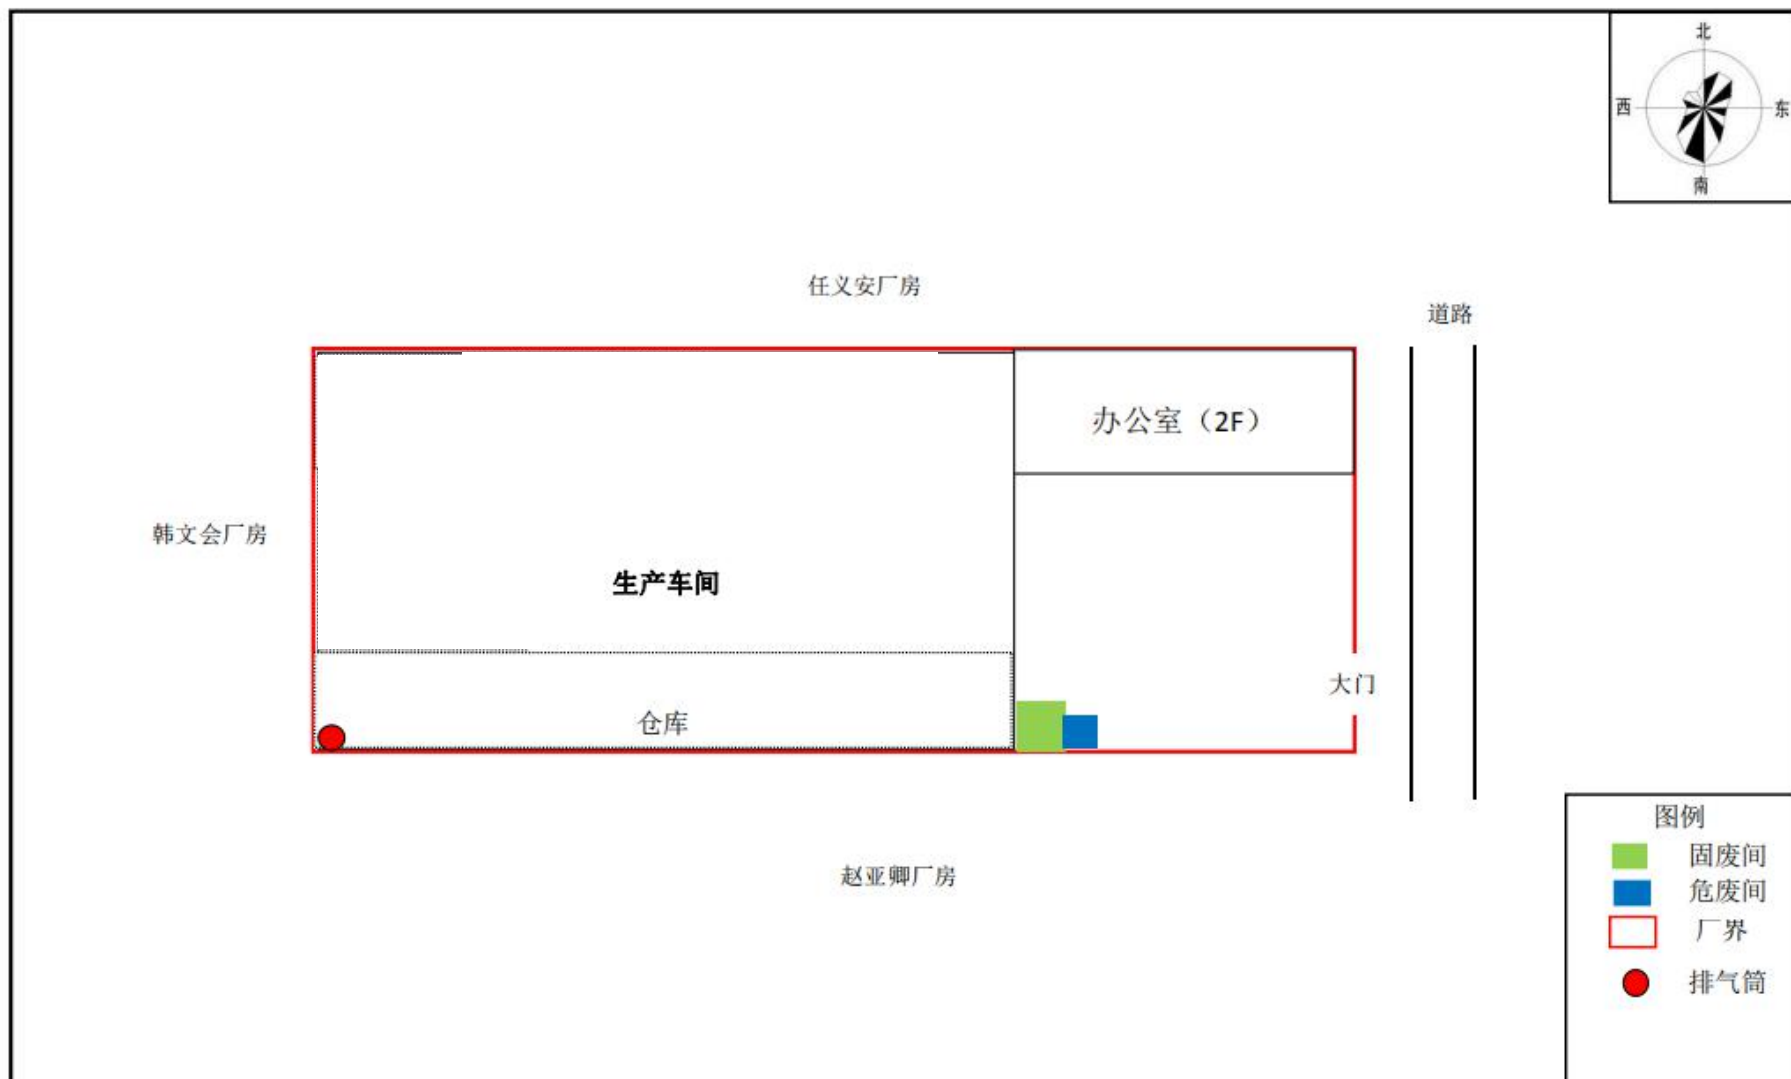 北
西
东
南
任义安厂房
道路
办公室（2F）
韩文会厂房
生产车间
大门
仓库
赵亚卿厂房
图例
固废间
危废间
厂界
排气筒